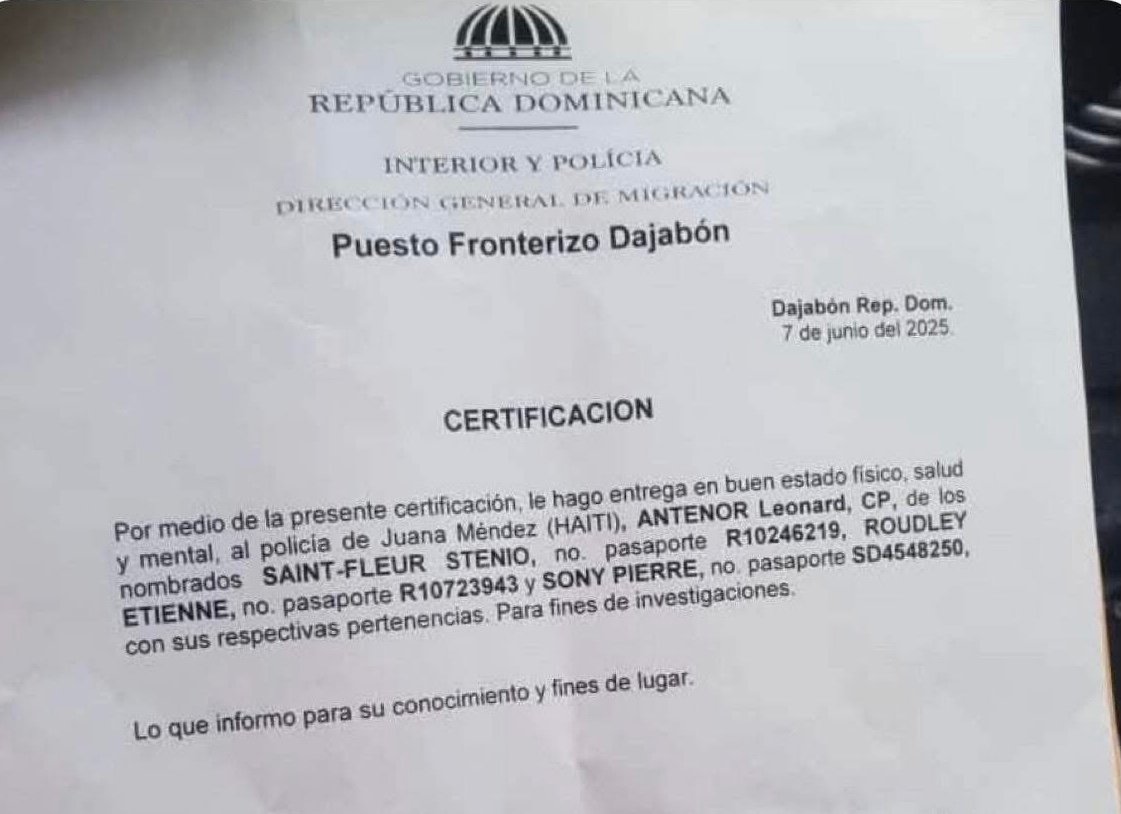 GOBIERNO DE LA
REPÚBLICA DOMINICANA
INTERIOR Y POLÍCIA
DIRECCIÓN GENERAL DE MIGRACIÓN
Puesto Fronterizo Dajabón
Dajabón Rep. Dom.
7 de junio del 2025.
CERTIFICACION
Por medio de la presente certificación, le hago entrega en buen estado físico, salud
y mental, al policía de Juana Méndez (HAITI), ANTENOR Leonard, CP, de los
nombrados SAINT-FLEUR STENIO, no. pasaporte R10246219, ROUDLEY
ETIENNE, no. pasaporte R10723943 y SONY PIERRE, no. pasaporte SD4548250,
con sus respectivas pertenencias. Para fines de investigaciones.
Lo que informo para su conocimiento y fines de lugar.